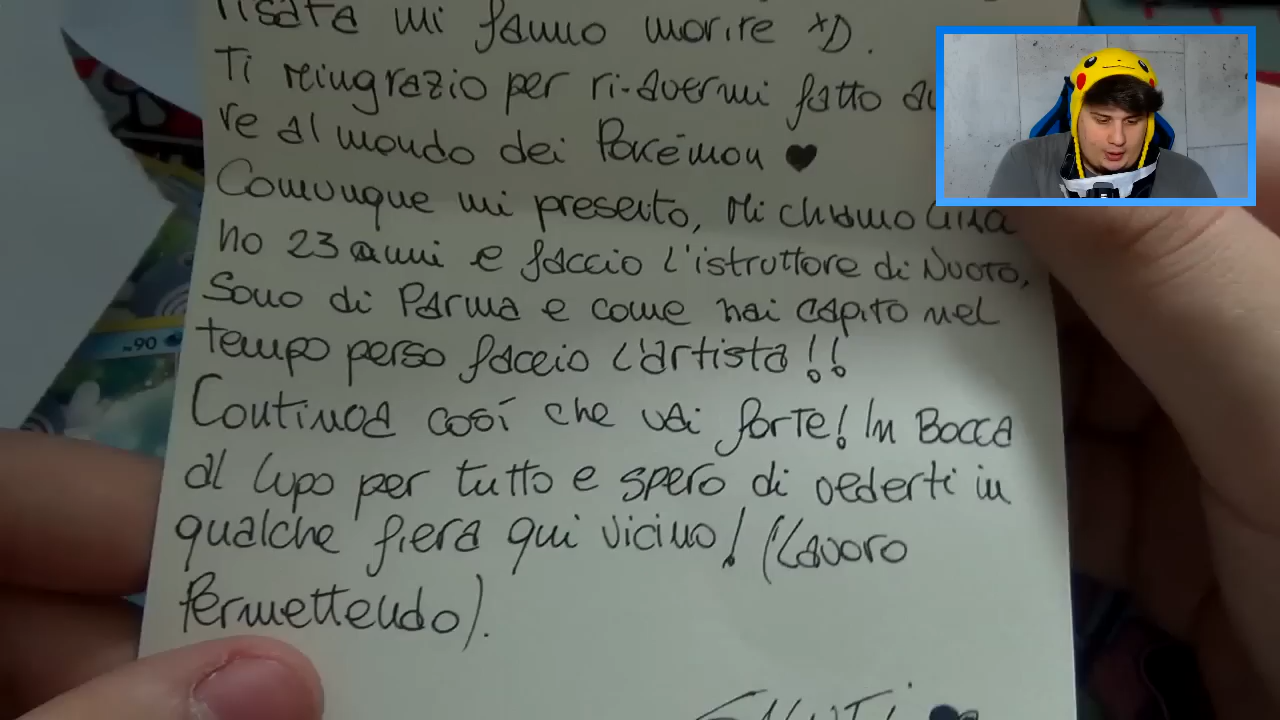 risata mi fanno morire xD.
Ti ringrazio per ri-avermi fatto
re al mondo dei Pokémon ♥
Comunque mi presento, Mi chiamo
ho 23 anni e faccio l'istruttore di Nuoto,
Sono di Parma e come hai capito nel
tempo perso faccio l'artista!!
Continua così che vai forte! In Bocca
al lupo per tutto e spero di vederti in
qualche fiera qui vicino! (Lavoro
Permettendo).
N.90